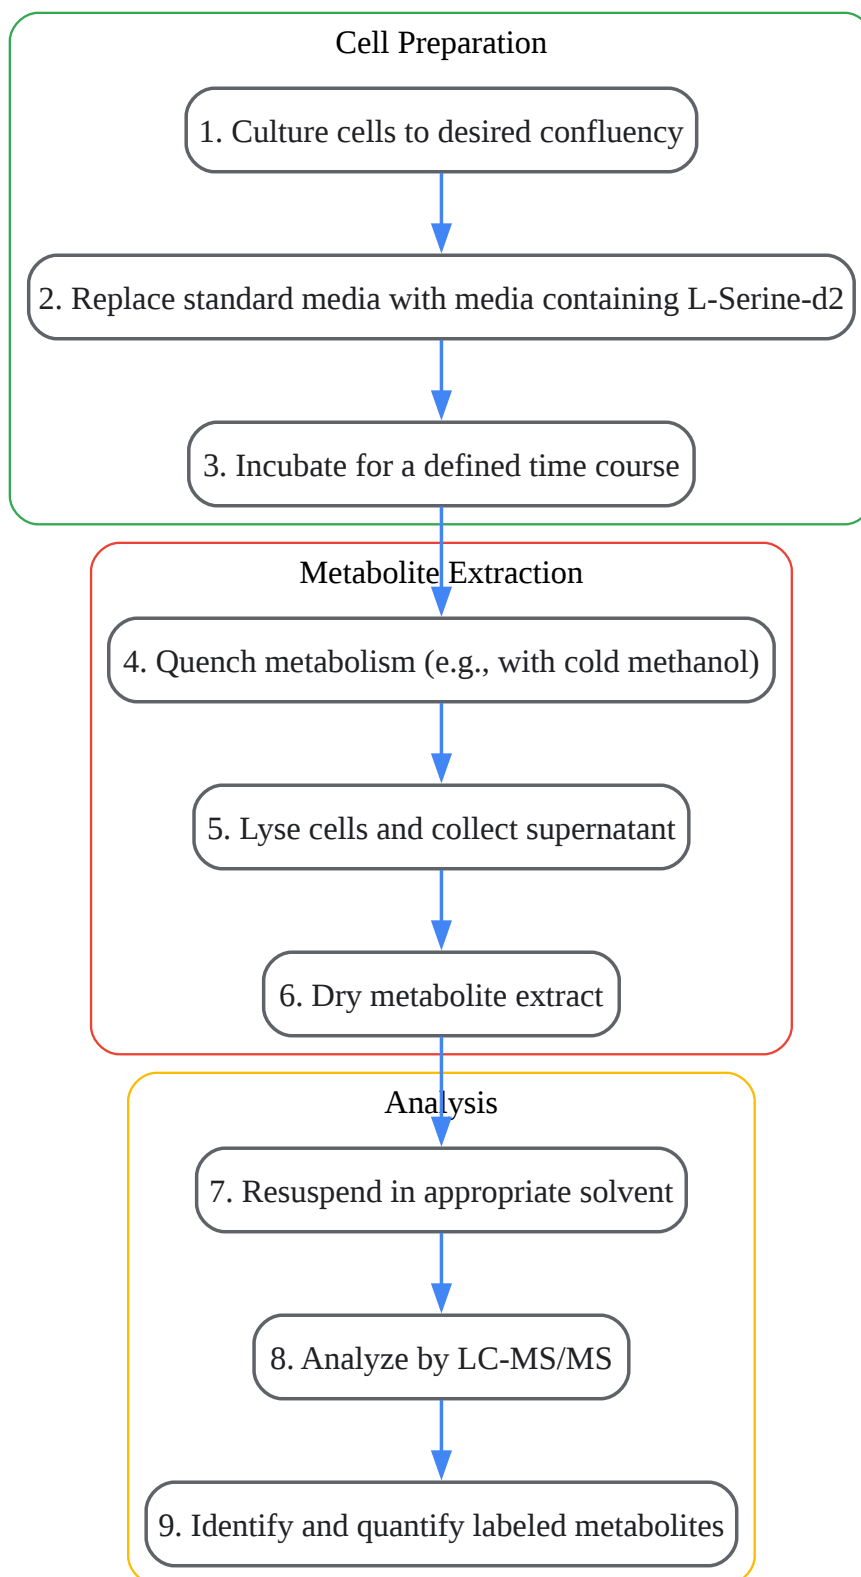 Cell Preparation
1. Culture cells to desired confluency
2. Replace standard media with media containing L-Serine-d2
3. Incubate for a defined time course
Metabolite Extraction
4. Quench metabolism (e.g., with cold methanol)
5. Lyse cells and collect supernatant
6. Dry metabolite extract
Analysis
7. Resuspend in appropriate solvent
8. Analyze by LC-MS/MS
9. Identify and quantify labeled metabolites